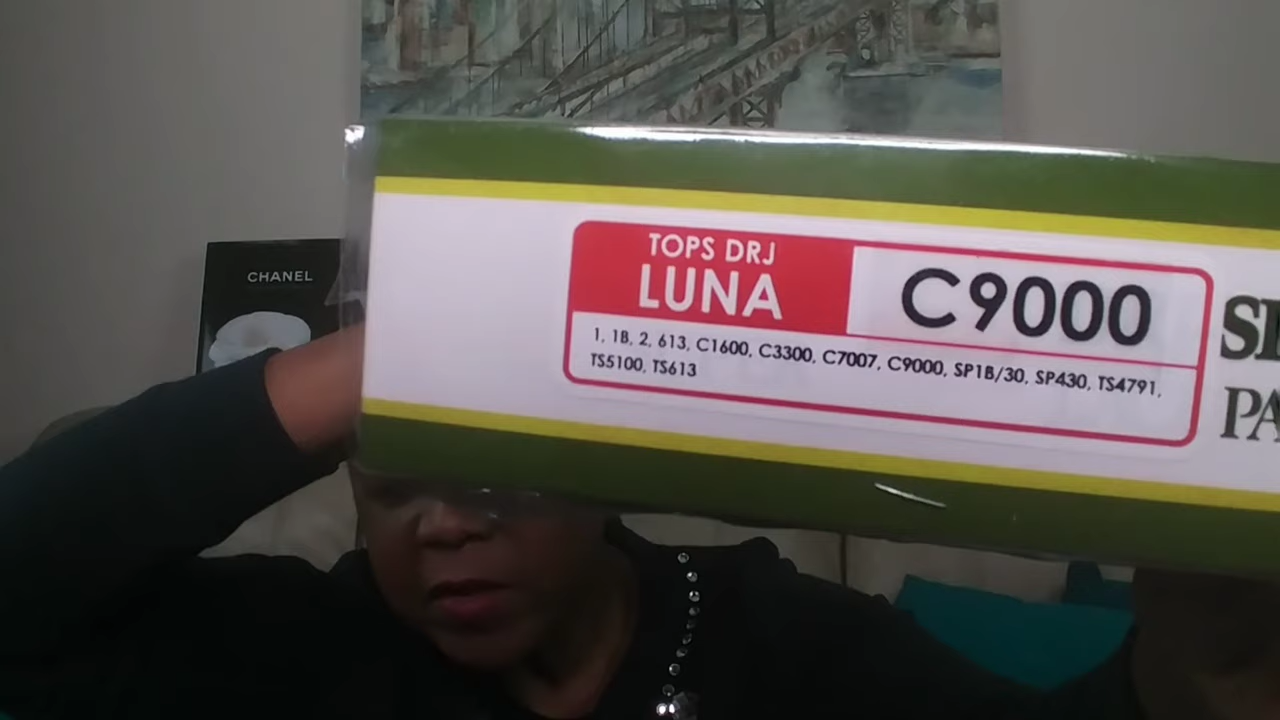 CHANEL
TOPS DRJ
LUNA
C9000
1, 1B, 2, 613, C1600, C3300, C7007, C9000, SP1B/30, SP430, TS4791,
TS5100, TS613
PA